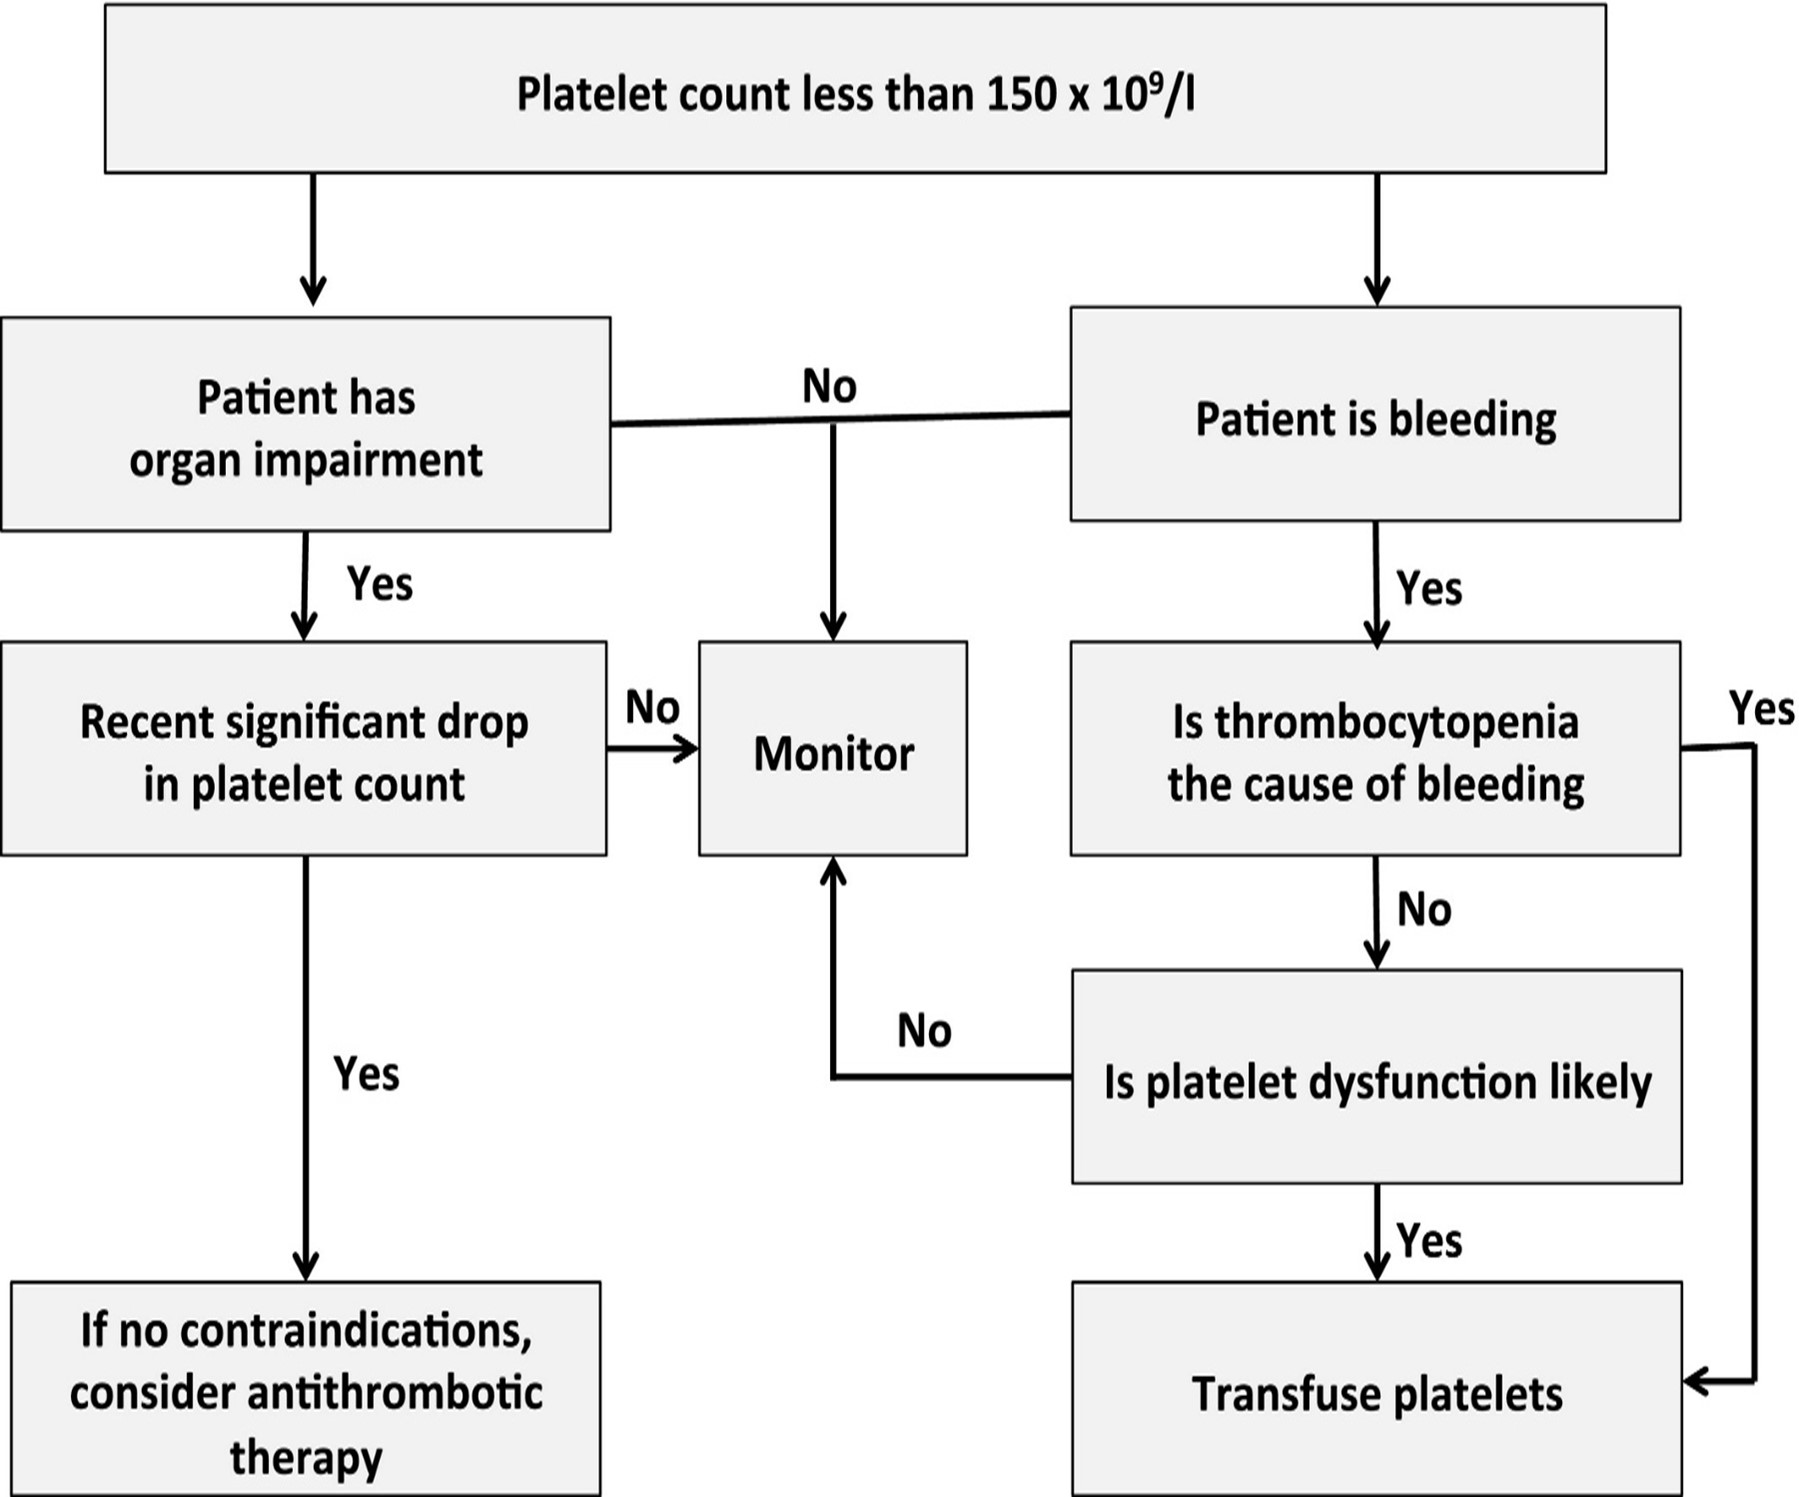 Platelet count less than 150 x 10⁹/l
Patient has
organ impairment
No
Patient is bleeding
Yes
Yes
Recent significant drop
in platelet count
No
Monitor
Is thrombocytopenia
the cause of bleeding
Yes
No
Yes
No
Is platelet dysfunction likely
Yes
If no contraindications,
consider antithrombotic
therapy
Transfuse platelets